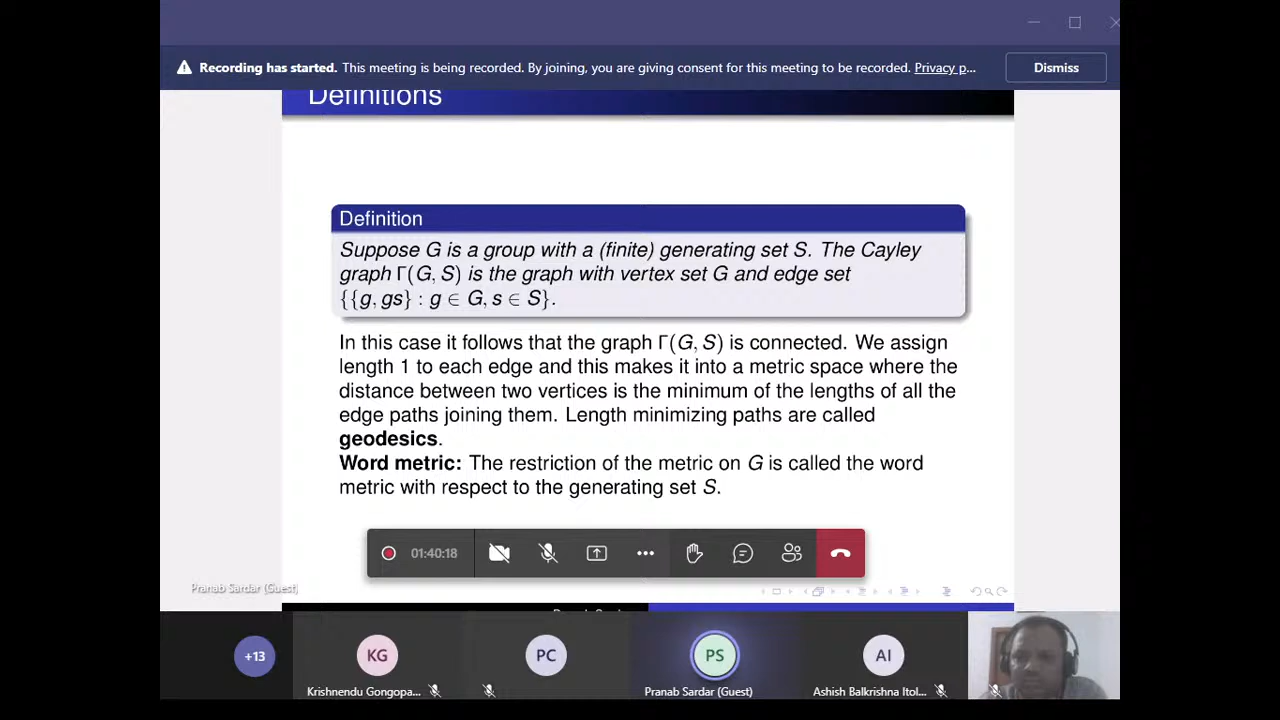 Recording has started. This meeting is being recorded. By joining, you are giving consent for this meeting to be recorded. Privacy p... Dismiss
Definitions
Definition
Suppose G is a group with a (finite) generating set S. The Cayley
graph Γ(G, S) is the graph with vertex set G and edge set
{{g, gs} : g ∈ G, s ∈ S}.
In this case it follows that the graph Γ(G, S) is connected. We assign
length 1 to each edge and this makes it into a metric space where the
distance between two vertices is the minimum of the lengths of all the
edge paths joining them. Length minimizing paths are called
geodesics.
Word metric: The restriction of the metric on G is called the word
metric with respect to the generating set S.
01:40:18
Pranab Sardar (Guest)
+13 KG PC PS AI
Krishnendu Gongopa... Pranab Sardar (Guest) Ashish Balkrishna Itol...